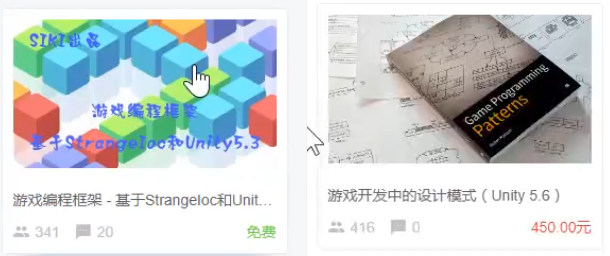 SIKI出品
游戏编程框架
基于StrangeIoc和Unity5.3
游戏编程框架 - 基于StrangeIoc和Unit...
341
20
免费
Game Programming
Patterns
游戏开发中的设计模式（Unity 5.6）
416
0
450.00元